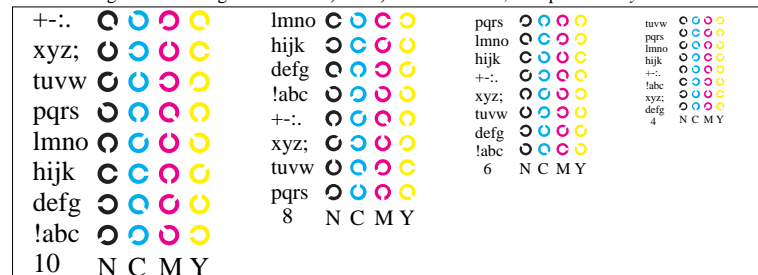 +-:.
xyz;
tuvw
pqrs
lmno
hijk
defg
!abc
10 N C M Y
lmno
hijk
defg
!abc
+-:.
xyz;
tuvw
pqrs
8 N C M Y
pqrs
lmno
hijk
+-:.
xyz;
tuvw
defg
!abc
6 N C M Y
tuvw
pqrs
lmno
hijk
+-:.
!abc
xyz;
defg
4 N C M Y